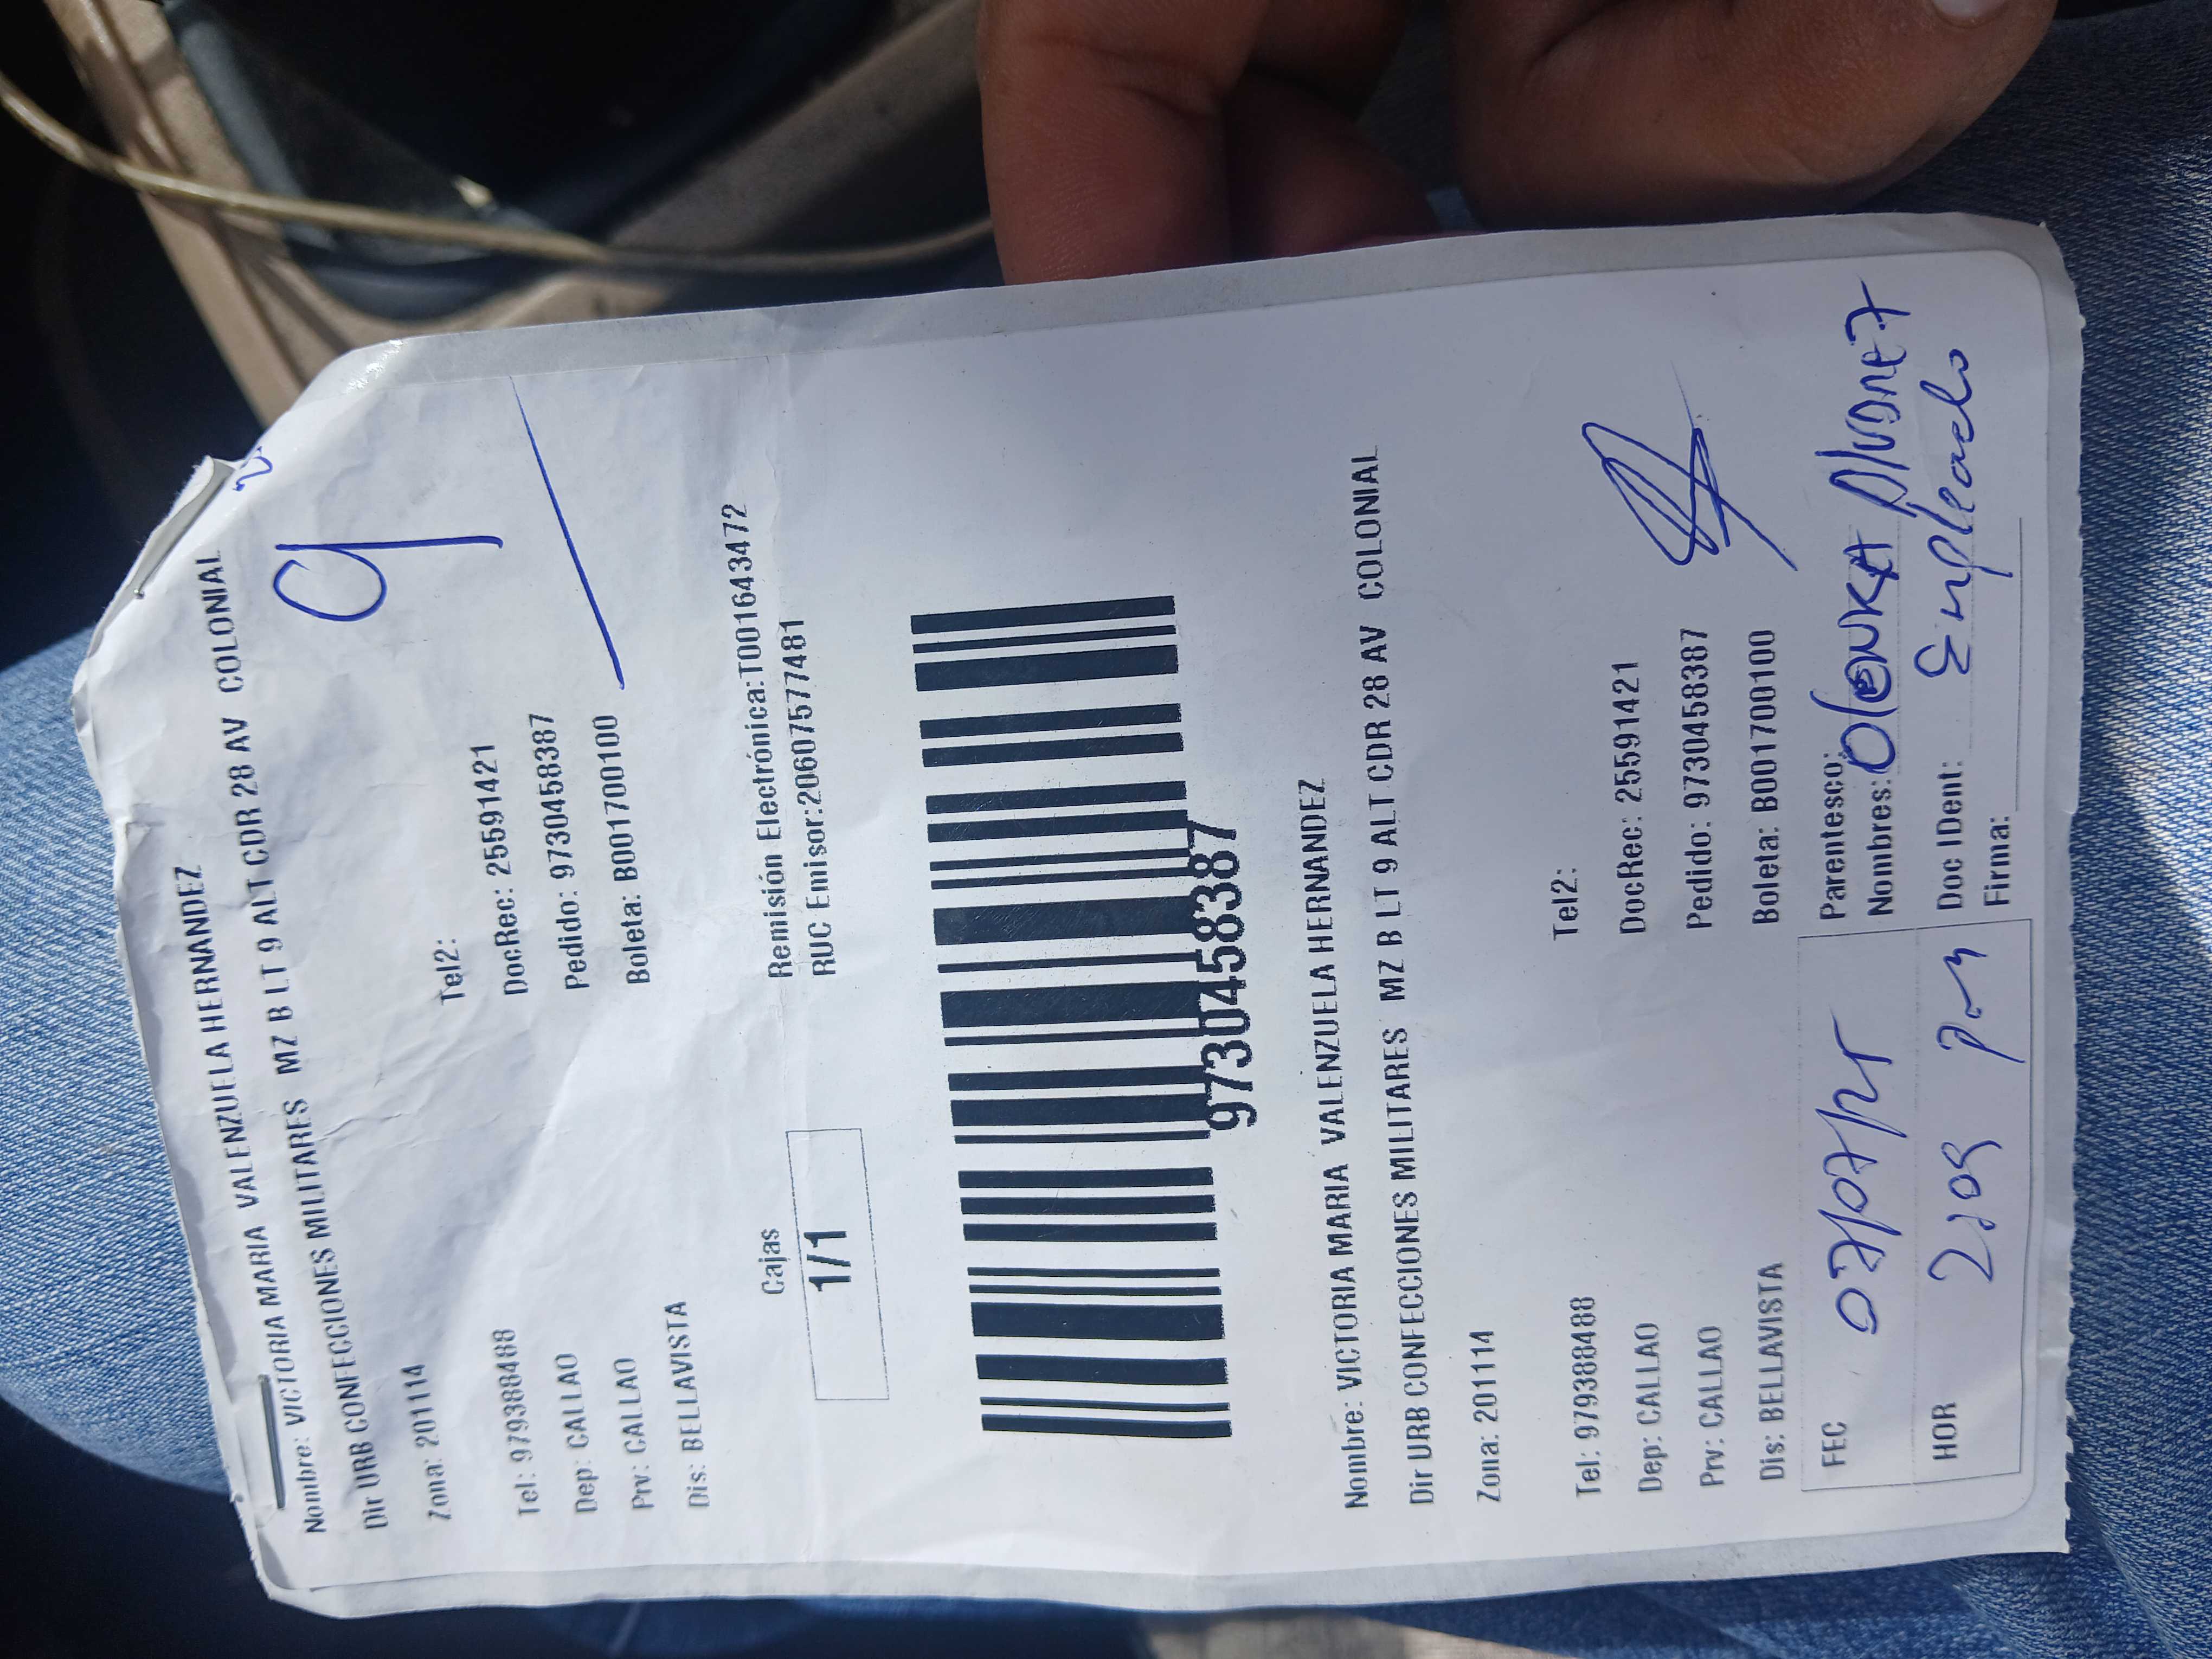 Nombre: VICTORIA MARIA VALENZUELA HERNANDEZ
Dir URB CONFECCIONES MILITARES MZ B LT 9 ALT CDR 28 AV COLONIAL
Zona: 201114
9
Tel: 979388488 Tel2:
Dep: CALLAO DocRec: 25591421
Prv: CALLAO Pedido: 9730458387
Dis: BELLAVISTA Boleta: B001700100
Cajas Remisión Electrónica:T001643472
1/1 RUC Emisor:20607577481
9730458387
Nombre: VICTORIA MARIA VALENZUELA HERNANDEZ
Dir URB CONFECCIONES MILITARES MZ B LT 9 ALT CDR 28 AV COLONIAL
Zona: 201114
Tel: 979388488 Tel2:
Dep: CALLAO DocRec: 25591421
Prv: CALLAO Pedido: 9730458387
Dis: BELLAVISTA Boleta: B001700100
FEC Parentesco:
Nombres: OlENKA
HOR Doc IDent: Empleado
Firma: